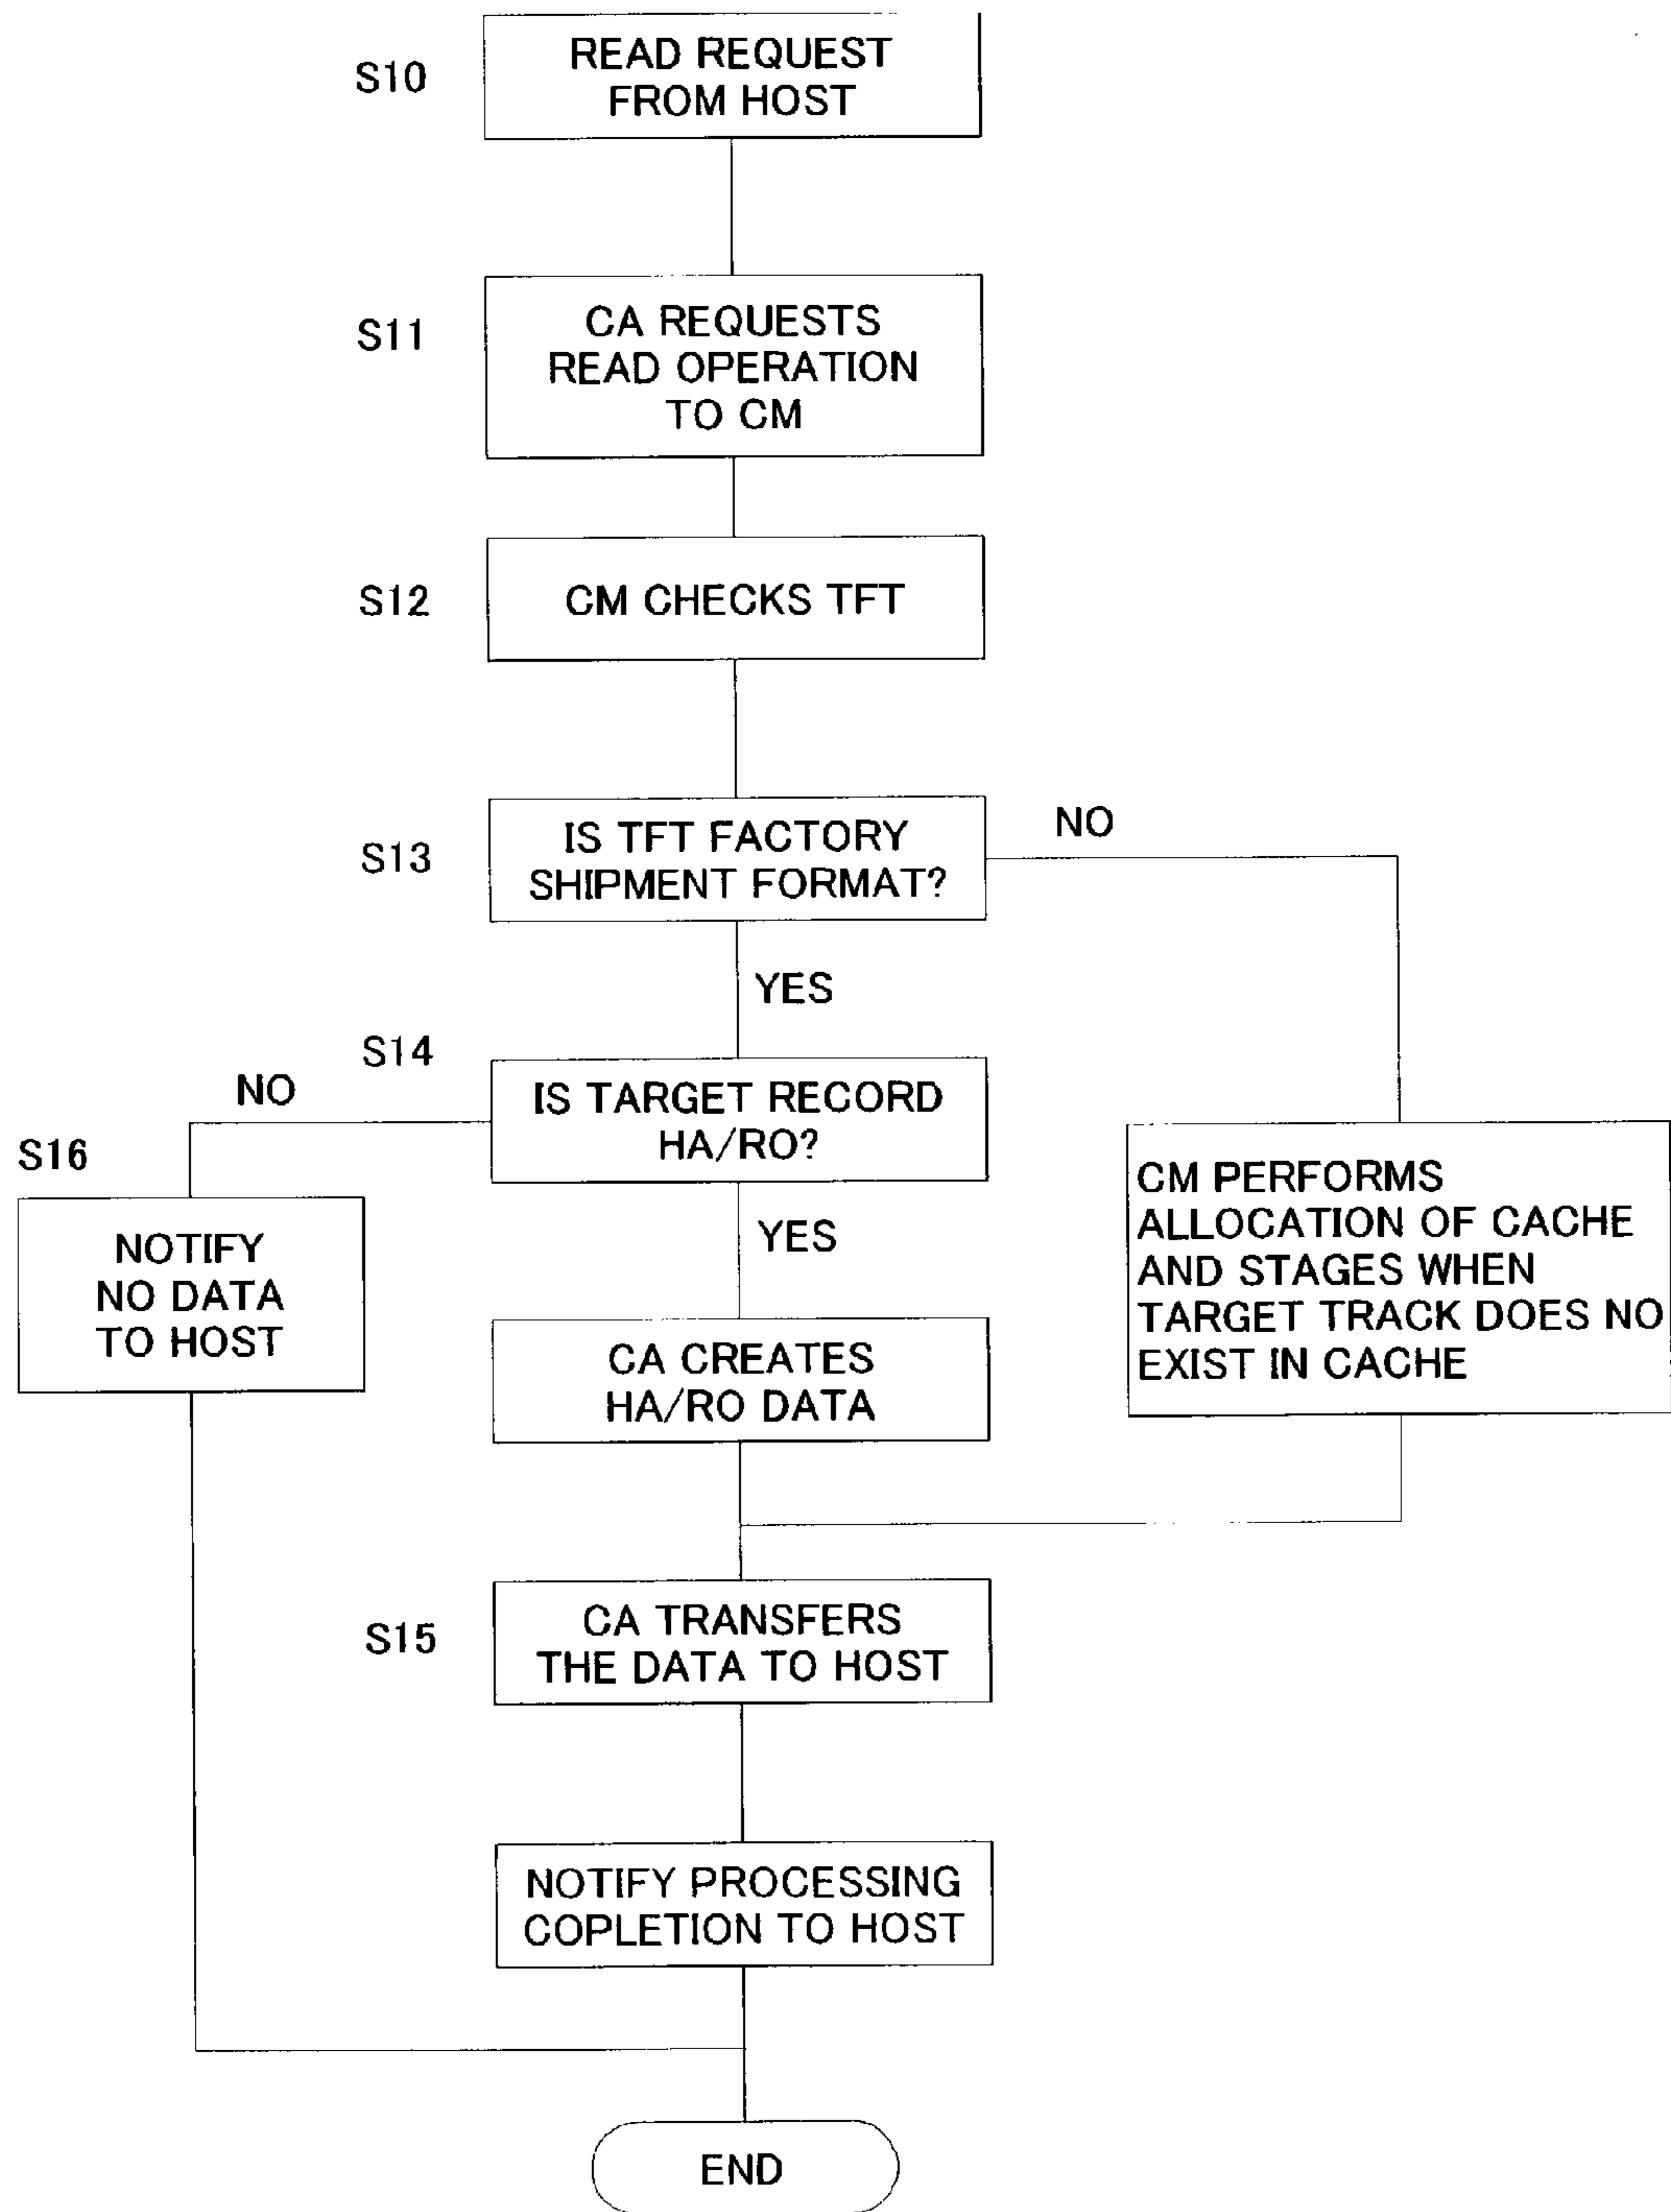 S10
READ REQUEST
FROM HOST
S11
CA REQUESTS
READ OPERATION
TO CM
S12
CM CHECKS TFT
S13
IS TFT FACTORY
SHIPMENT FORMAT?
NO
YES
S14
IS TARGET RECORD
HA/RO?
NO
YES
S16
NOTIFY
NO DATA
TO HOST
CA CREATES
HA/RO DATA
CM PERFORMS
ALLOCATION OF CACHE
AND STAGES WHEN
TARGET TRACK DOES NO
EXIST IN CACHE
S15
CA TRANSFERS
THE DATA TO HOST
NOTIFY PROCESSING
COPLETION TO HOST
END